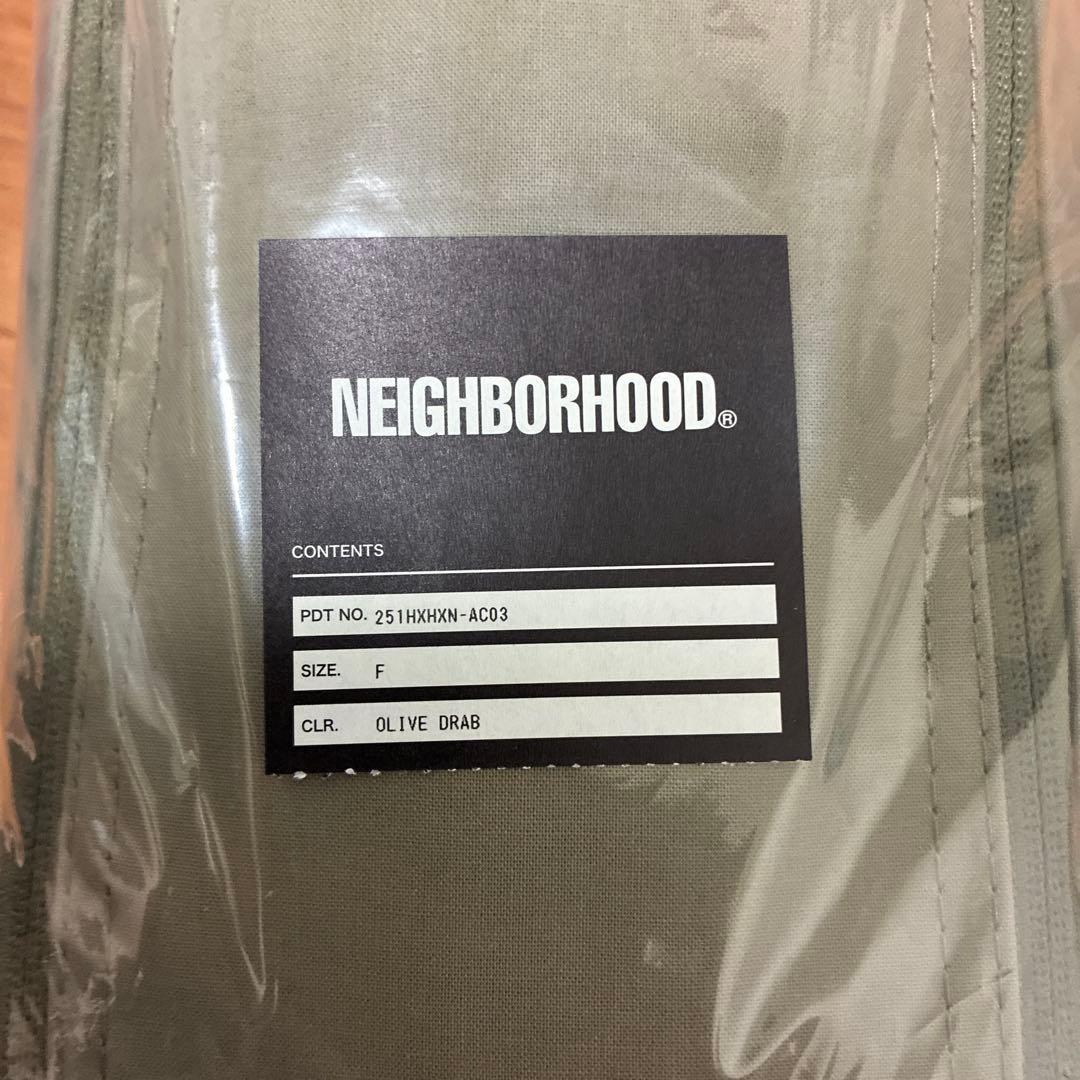 NEIGHBORHOOD®
CONTENTS
PDT NO. 251HXHXN-AC03
SIZE. F
CLR. OLIVE DRAB